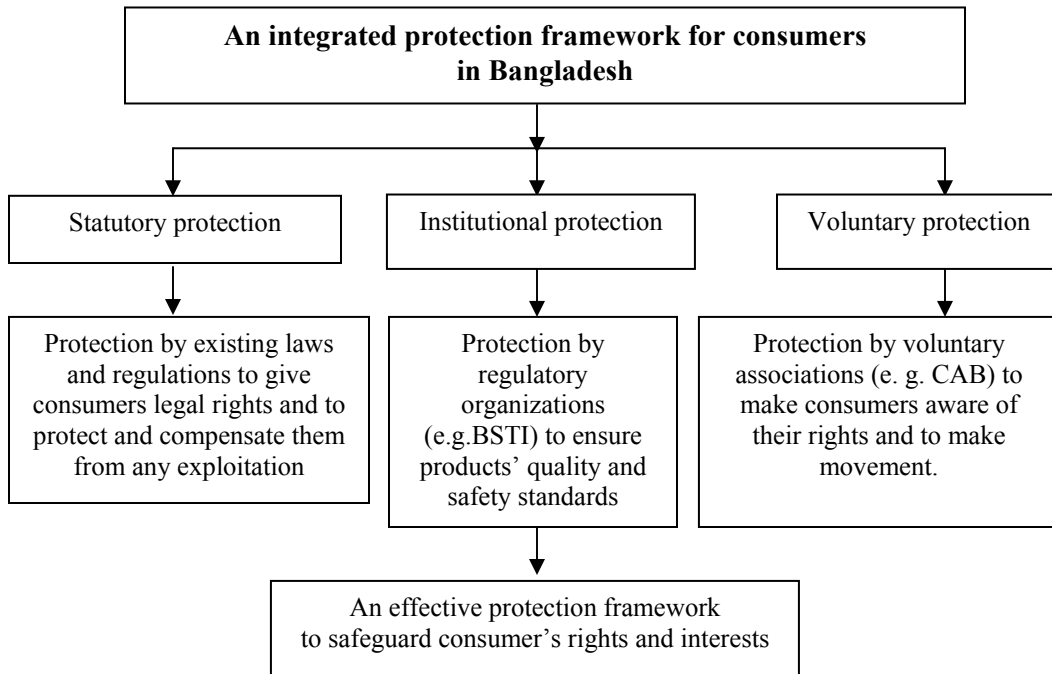 An integrated protection framework for consumers
in Bangladesh
Statutory protection
Institutional protection
Voluntary protection
Protection by existing laws
and regulations to give
consumers legal rights and to
protect and compensate them
from any exploitation
Protection by
regulatory
organizations
(e.g.BSTI) to ensure
products’ quality and
safety standards
Protection by voluntary
associations (e. g. CAB) to
make consumers aware of
their rights and to make
movement.
An effective protection framework
to safeguard consumer’s rights and interests